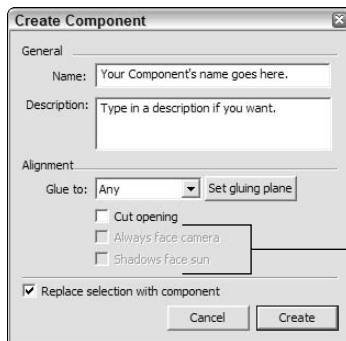 Create Component
General
Name: Your Component's name goes here.
Description: Type in a description if you want.
Alignment
Glue to: Any Set gluing plane
Cut opening
Always face camera
Shadows face sun
Replace selection with component
Cancel Create